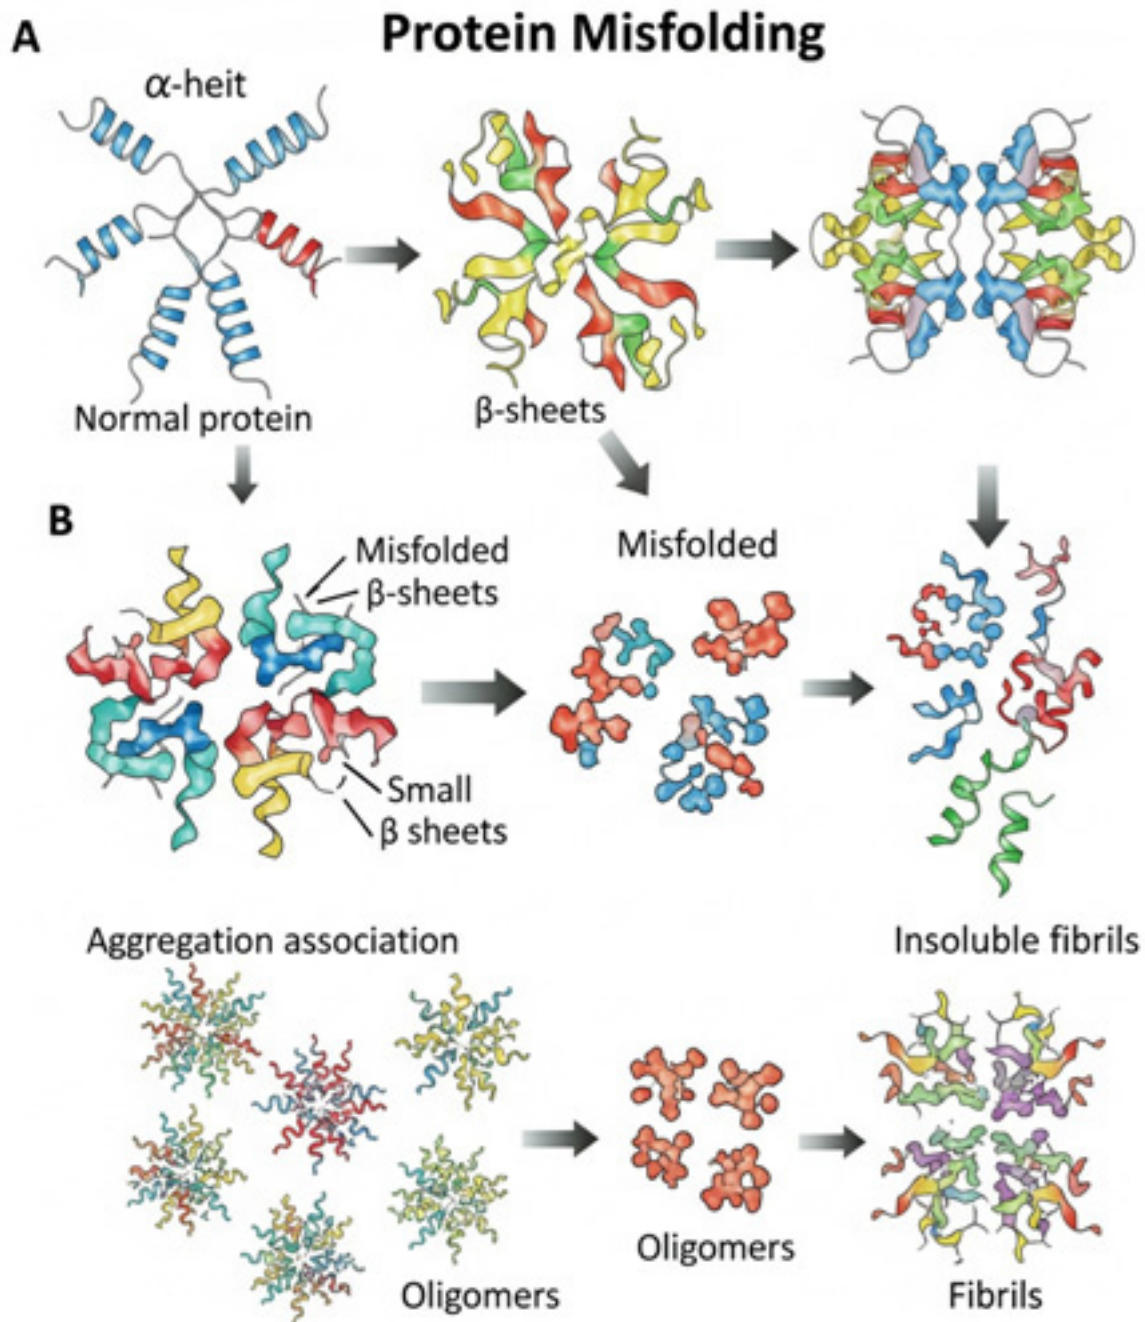 A
Protein Misfolding
α-heit
Normal protein
β-sheets
B
Misfolded
β-sheets
Misfolded
Small
β sheets
Aggregation association
Insoluble fibrils
Oligomers
Oligomers
Fibrils